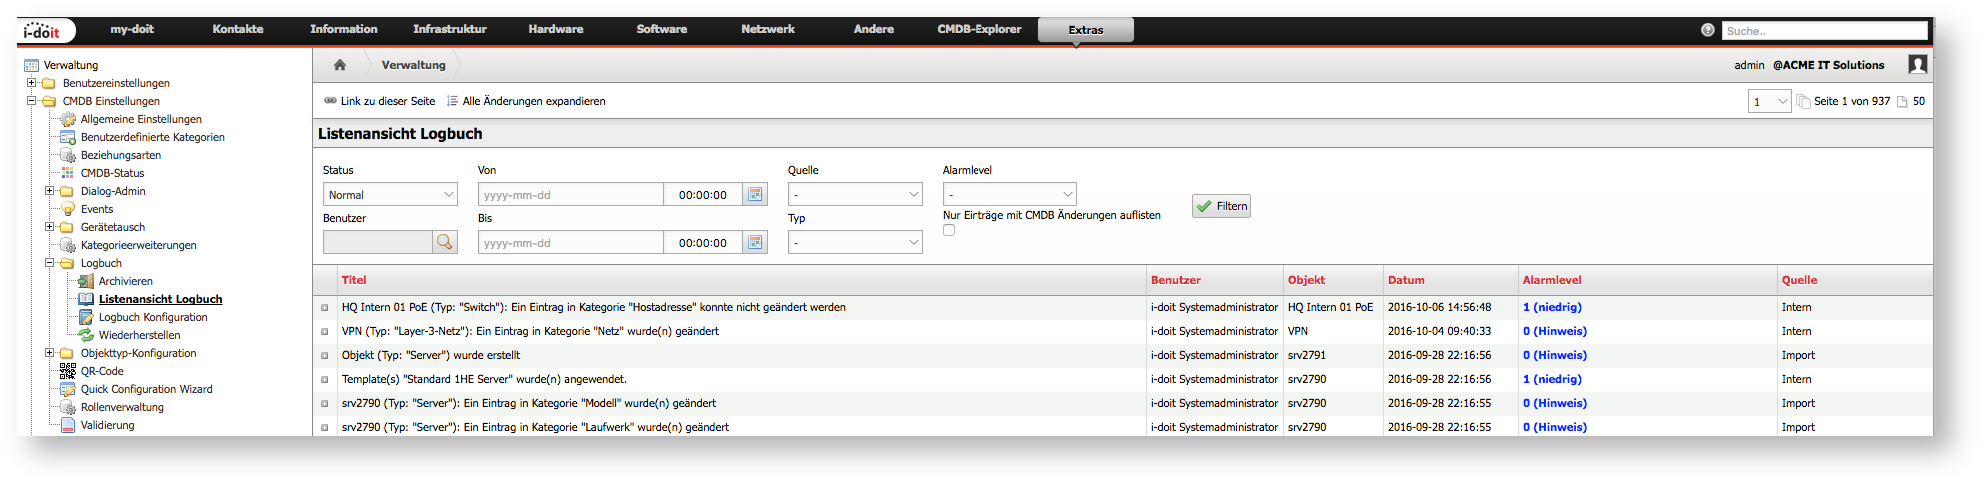 i-doit my-doit Kontakte Information Infrastruktur Hardware Software Netzwerk Andere CMDB-Explorer Extras ? Suche..
Verwaltung
Benutzereinstellungen
CMDB Einstellungen
Allgemeine Einstellungen
Benutzerdefinierte Kategorien
Beziehungsarten
CMDB-Status
Dialog-Admin
Events
Gerätetausch
Kategorieerweiterungen
Logbuch
Archivieren
Listenansicht Logbuch
Logbuch Konfiguration
Wiederherstellen
Objekttyp-Konfiguration
QR-Code
Quick Configuration Wizard
Rollenverwaltung
Validierung
Verwaltung admin @ACME IT Solutions
Link zu dieser Seite Alle Änderungen expandieren 1 Seite 1 von 937 50
Listenansicht Logbuch
Status Von Quelle Alarmlevel
Normal yyyy-mm-dd 00:00:00 - -
Filtern
Benutzer Bis Typ Nur Einträge mit CMDB Änderungen auflisten
yyyy-mm-dd 00:00:00 -
Titel Benutzer Objekt Datum Alarmlevel Quelle
HQ Intern 01 PoE (Typ: "Switch"): Ein Eintrag in Kategorie "Hostadresse" konnte nicht geändert werden i-doit Systemadministrator HQ Intern 01 PoE 2016-10-06 14:56:48 1 (niedrig) Intern
VPN (Typ: "Layer-3-Netz"): Ein Eintrag in Kategorie "Netz" wurde(n) geändert i-doit Systemadministrator VPN 2016-10-04 09:40:33 0 (Hinweis) Intern
Objekt (Typ: "Server") wurde erstellt i-doit Systemadministrator srv2791 2016-09-28 22:16:56 0 (Hinweis) Import
Template(s) "Standard 1HE Server" wurde(n) angewendet. i-doit Systemadministrator srv2790 2016-09-28 22:16:56 1 (niedrig) Intern
srv2790 (Typ: "Server"): Ein Eintrag in Kategorie "Modell" wurde(n) geändert i-doit Systemadministrator srv2790 2016-09-28 22:16:55 0 (Hinweis) Import
srv2790 (Typ: "Server"): Ein Eintrag in Kategorie "Laufwerk" wurde(n) geändert i-doit Systemadministrator srv2790 2016-09-28 22:16:55 0 (Hinweis) Import